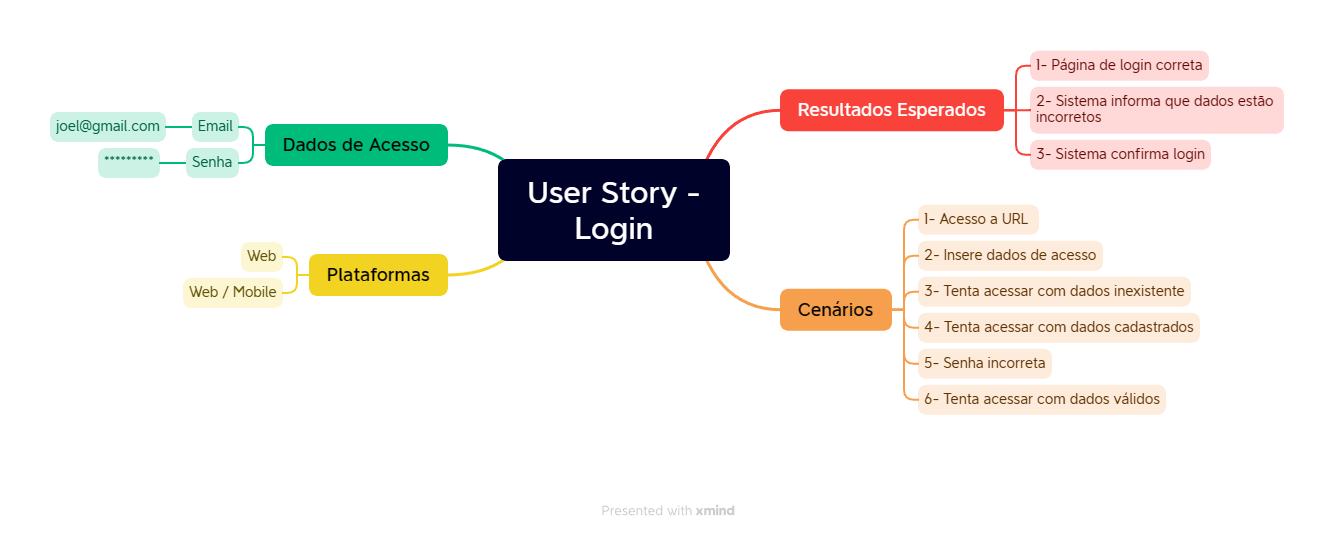 User Story -
Login
Dados de Acesso
Email
joel@gmail.com
Senha
*********
Plataformas
Web
Web / Mobile
Resultados Esperados
1- Página de login correta
2- Sistema informa que dados estão
incorretos
3- Sistema confirma login
Cenários
1- Acesso a URL
2- Insere dados de acesso
3- Tenta acessar com dados inexistente
4- Tenta acessar com dados cadastrados
5- Senha incorreta
6- Tenta acessar com dados válidos
Presented with xmind